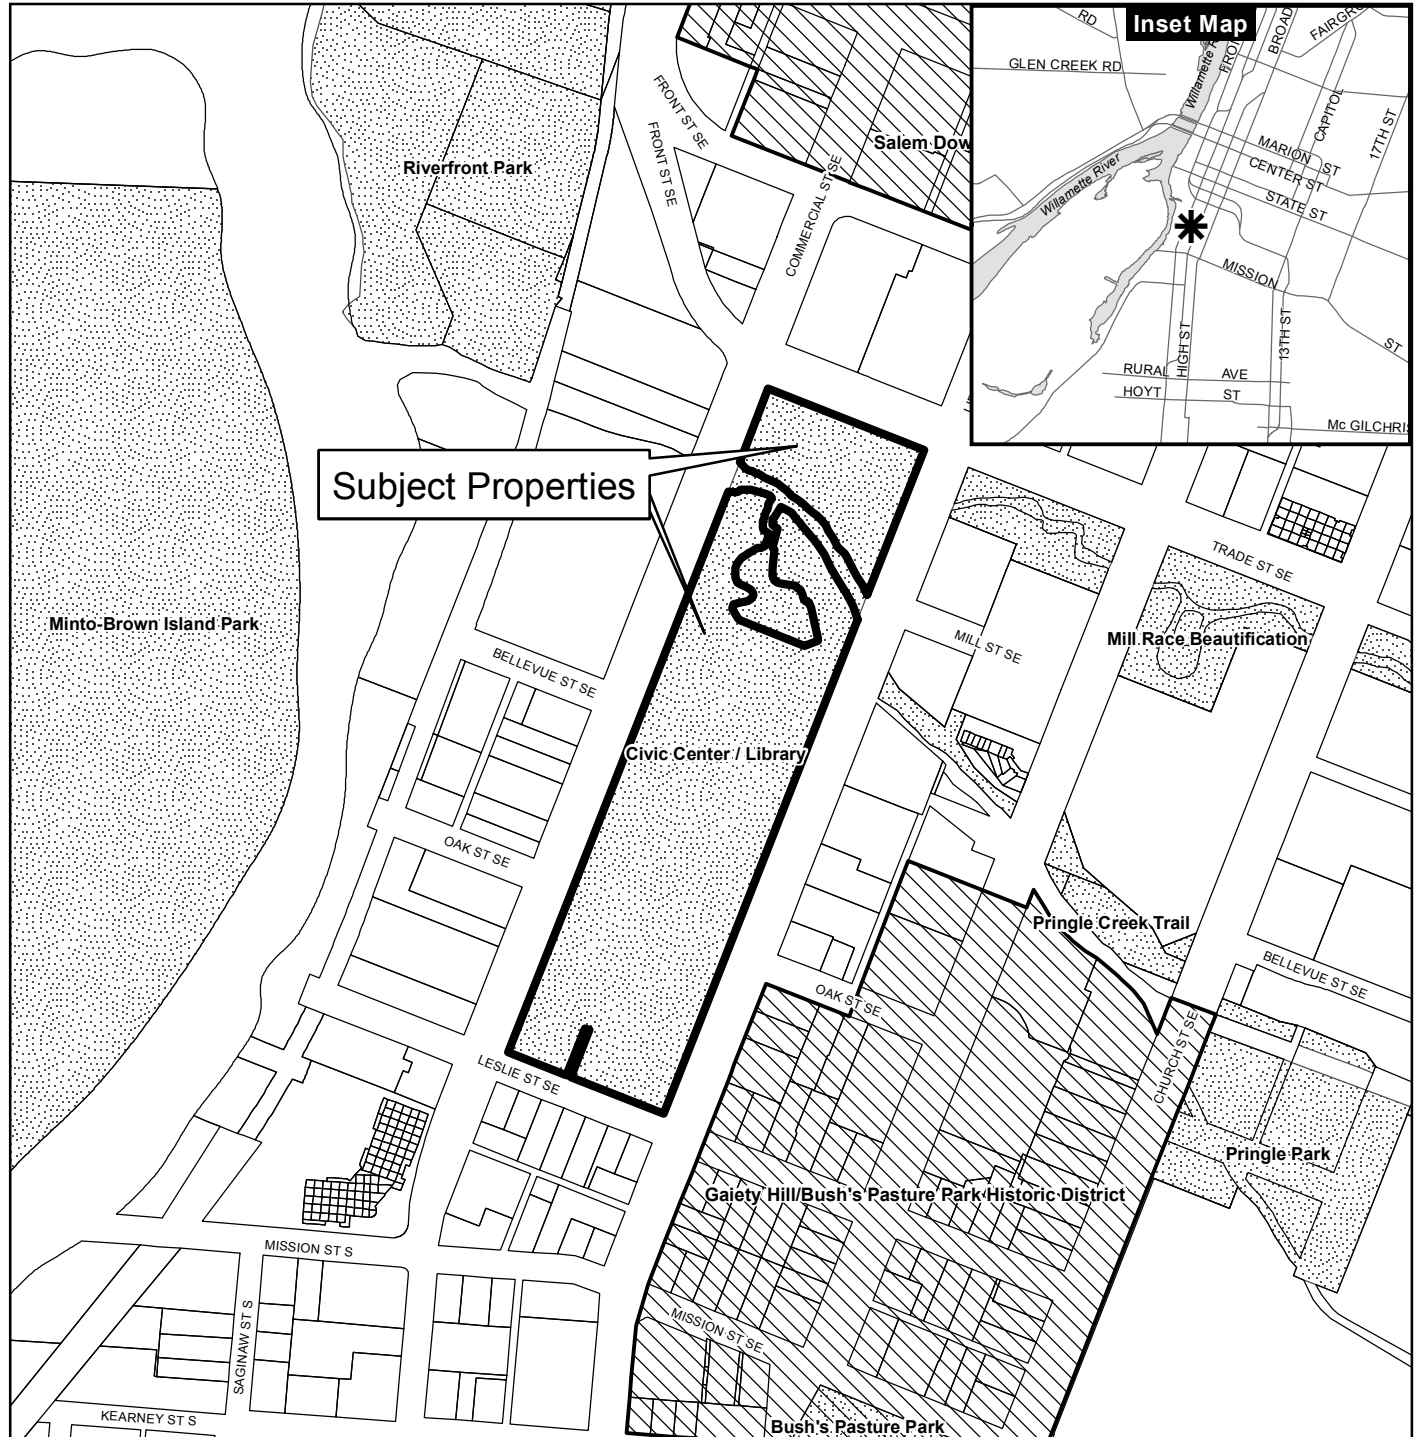 Inset Map
RD
GLEN CREEK RD
Willamette River
BROAD
CAPITOL
17TH ST
MARION ST
CENTER ST
STATE ST
Willamette River
MISSION
ST
HIGH ST
13TH ST
RURAL AVE
HOYT ST
Mc GILCHRIS
FRONT ST SE
FRONT ST SE
Salem Dow
Riverfront Park
COMMERCIAL ST SE
Subject Properties
TRADE ST SE
Minto-Brown Island Park
MILL ST SE
Mill Race Beautification
BELLEVUE ST SE
Civic Center / Library
OAK ST SE
Pringle Creek Trail
BELLEVUE ST SE
OAK ST SE
CHURCH ST SE
LESLIE ST SE
Pringle Park
Gaiety Hill/Bush's Pasture Park Historic District
MISSION ST S
SAGINAW ST S
MISSION ST SE
KEARNEY ST S
Bush's Pasture Park